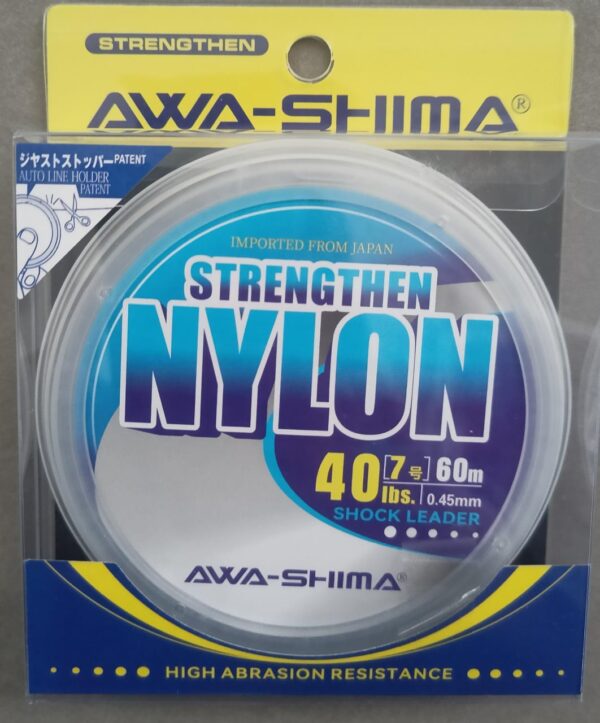 STRENGTHEN
AWA-SHIMA®
ジャストストッパーPATENT
AUTO LINE HOLDER
PATENT
IMPORTED FROM JAPAN
STRENGTHEN
NYLON
40 lbs. [7号] 60m
0.45mm
SHOCK LEADER
AWA-SHIMA®
HIGH ABRASION RESISTANCE